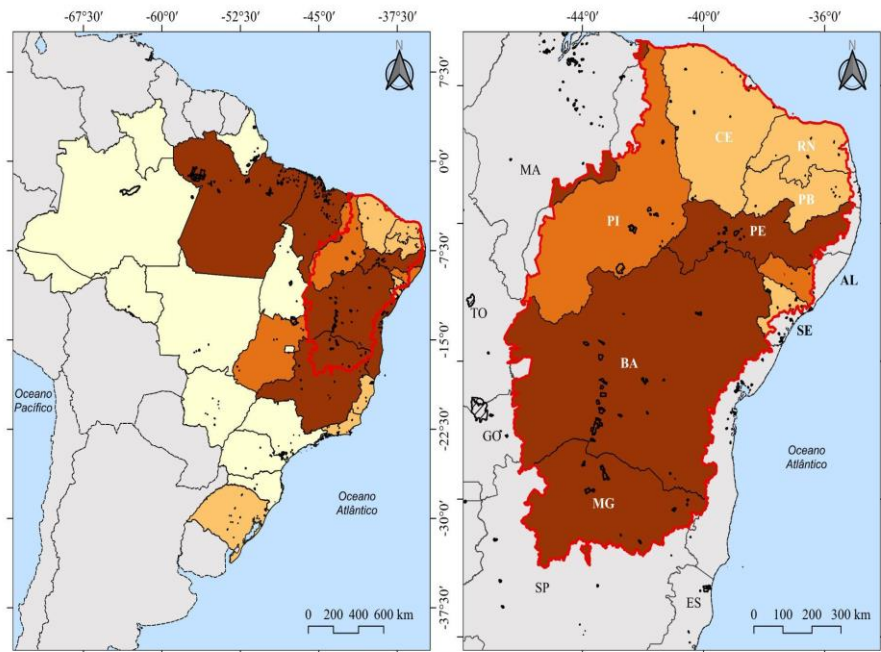 -67°30' -60°0' -52°30' -45°0' -37°30'
-44°0' -40°0' -36°0'
N
N
7°30'
0°0'
-7°30'
-15°0'
-22°30'
-30°0'
-37°30'
Oceano
Pacífico
Oceano
Atlântico
0 200 400 600 km
CE
RN
MA
PB
PI
PE
AL
TO
SE
BA
GO
Oceano
Atlântico
MG
SP
ES
0 100 200 300 km